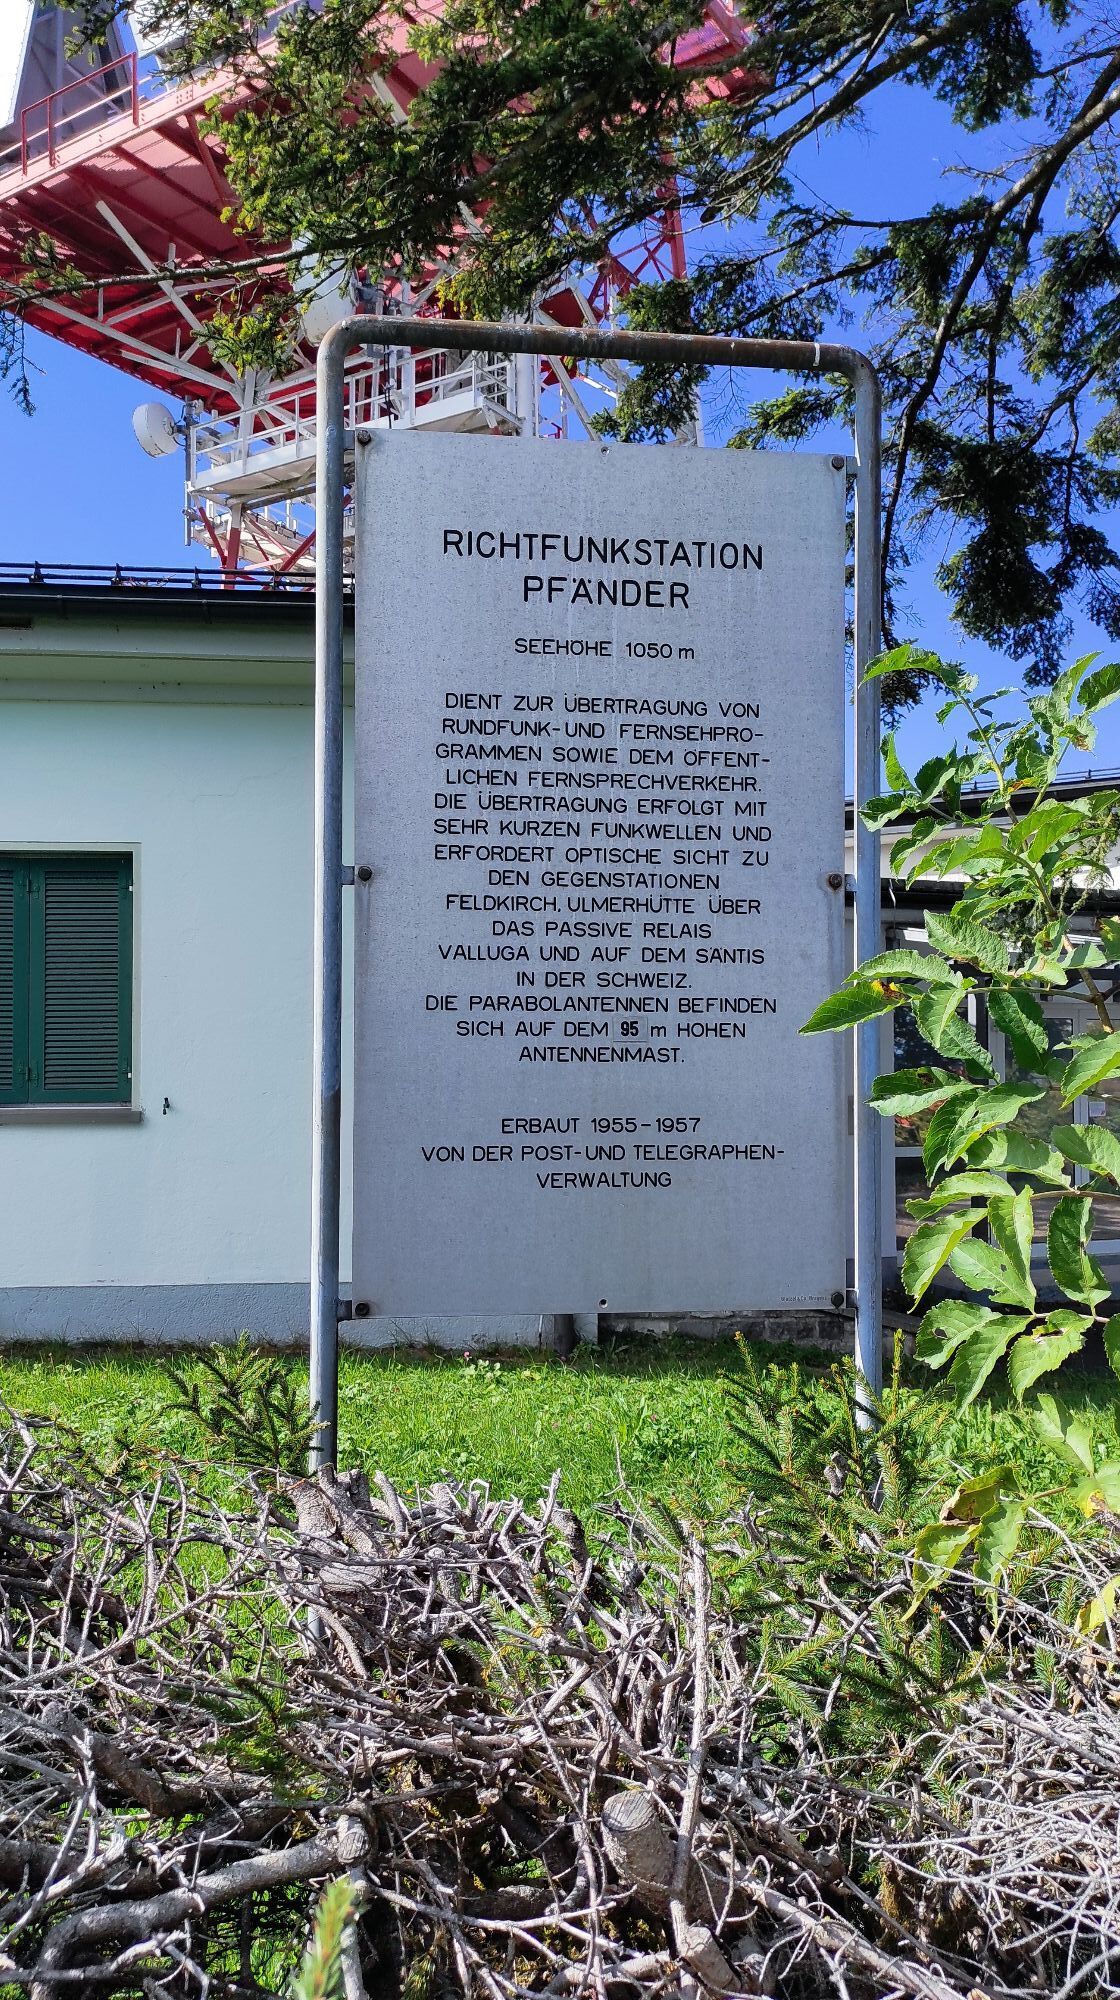 RICHTFUNKSTATION
PFÄNDER
SEEHÖHE 1050 m
DIENT ZUR ÜBERTRAGUNG VON
RUNDFUNK-UND FERNSEHPRO-
GRAMMEN SOWIE DEM ÖFFENT-
LICHEN FERNSPRECHVERKEHR.
DIE ÜBERTRAGUNG ERFOLGT MIT
SEHR KURZEN FUNKWELLEN UND
ERFORDERT OPTISCHE SICHT ZU
DEN GEGENSTATIONEN
FELDKIRCH, ULMERHÜTTE ÜBER
DAS PASSIVE RELAIS
VALLUGA UND AUF DEM SÄNTIS
IN DER SCHWEIZ.
DIE PARABOLANTENNEN BEFINDEN
SICH AUF DEM 95 m HOHEN
ANTENNENMAST.
ERBAUT 1955-1957
VON DER POST-UND TELEGRAPHEN-
VERWALTUNG